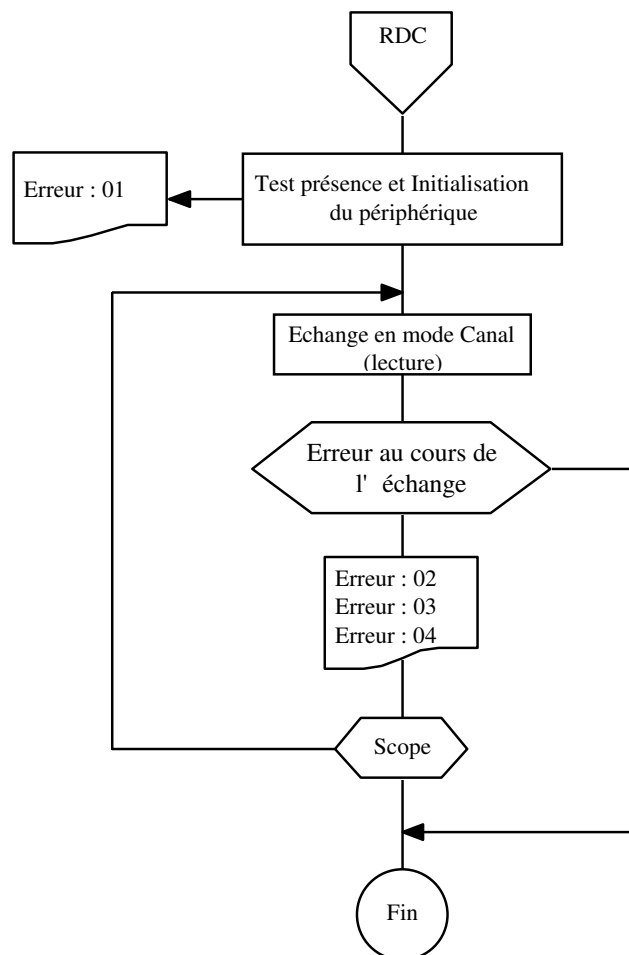 RDC
Erreur : 01
Test présence et Initialisation
du périphérique
Echange en mode Canal
(lecture)
Erreur au cours de
l' échange
Erreur : 02
Erreur : 03
Erreur : 04
Scope
Fin